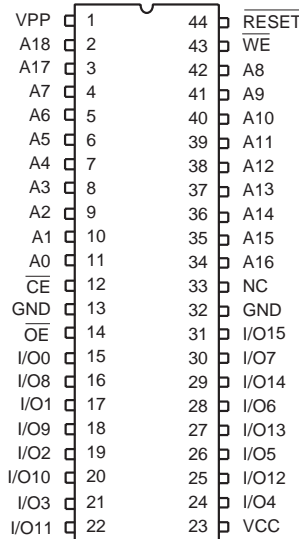 VPP 1 44 RESET
A18 2 43 WE
A17 3 42 A8
A7 4 41 A9
A6 5 40 A10
A5 6 39 A11
A4 7 38 A12
A3 8 37 A13
A2 9 36 A14
A1 10 35 A15
A0 11 34 A16
CE 12 33 NC
GND 13 32 GND
OE 14 31 I/O15
I/O0 15 30 I/O7
I/O8 16 29 I/O14
I/O1 17 28 I/O6
I/O9 18 27 I/O13
I/O2 19 26 I/O5
I/O10 20 25 I/O12
I/O3 21 24 I/O4
I/O11 22 23 VCC